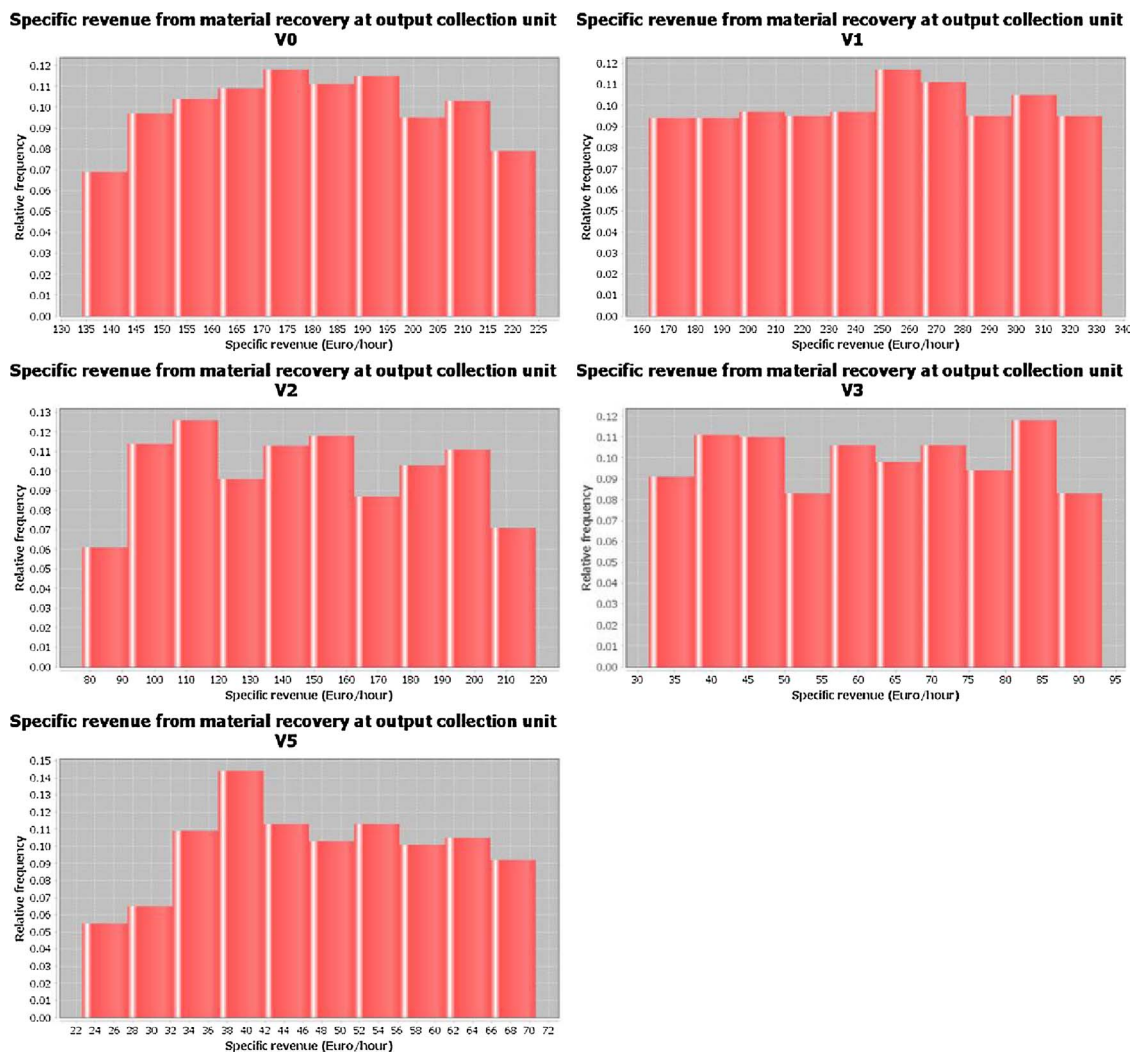 Specific revenue from material recovery at output collection unit
V0
0.12
0.11
0.10
0.09
0.08
0.07
0.06
0.05
0.04
0.03
0.02
0.01
0.00
Relative frequency
130 135 140 145 150 155 160 165 170 175 180 185 190 195 200 205 210 215 220 225
Specific revenue (Euro/hour)
Specific revenue from material recovery at output collection unit
V1
0.12
0.11
0.10
0.09
0.08
0.07
0.06
0.05
0.04
0.03
0.02
0.01
0.00
Relative frequency
160 170 180 190 200 210 220 230 240 250 260 270 280 290 300 310 320 330 340
Specific revenue (Euro/hour)
Specific revenue from material recovery at output collection unit
V2
0.13
0.12
0.11
0.10
0.09
0.08
0.07
0.06
0.05
0.04
0.03
0.02
0.01
0.00
Relative frequency
80 90 100 110 120 130 140 150 160 170 180 190 200 210 220
Specific revenue (Euro/hour)
Specific revenue from material recovery at output collection unit
V3
0.12
0.11
0.10
0.09
0.08
0.07
0.06
0.05
0.04
0.03
0.02
0.01
0.00
Relative frequency
30 35 40 45 50 55 60 65 70 75 80 85 90 95
Specific revenue (Euro/hour)
Specific revenue from material recovery at output collection unit
V5
0.15
0.14
0.13
0.12
0.11
0.10
0.09
0.08
0.07
0.06
0.05
0.04
0.03
0.02
0.01
0.00
Relative frequency
22 24 26 28 30 32 34 36 38 40 42 44 46 48 50 52 54 56 58 60 62 64 66 68 70 72
Specific revenue (Euro/hour)